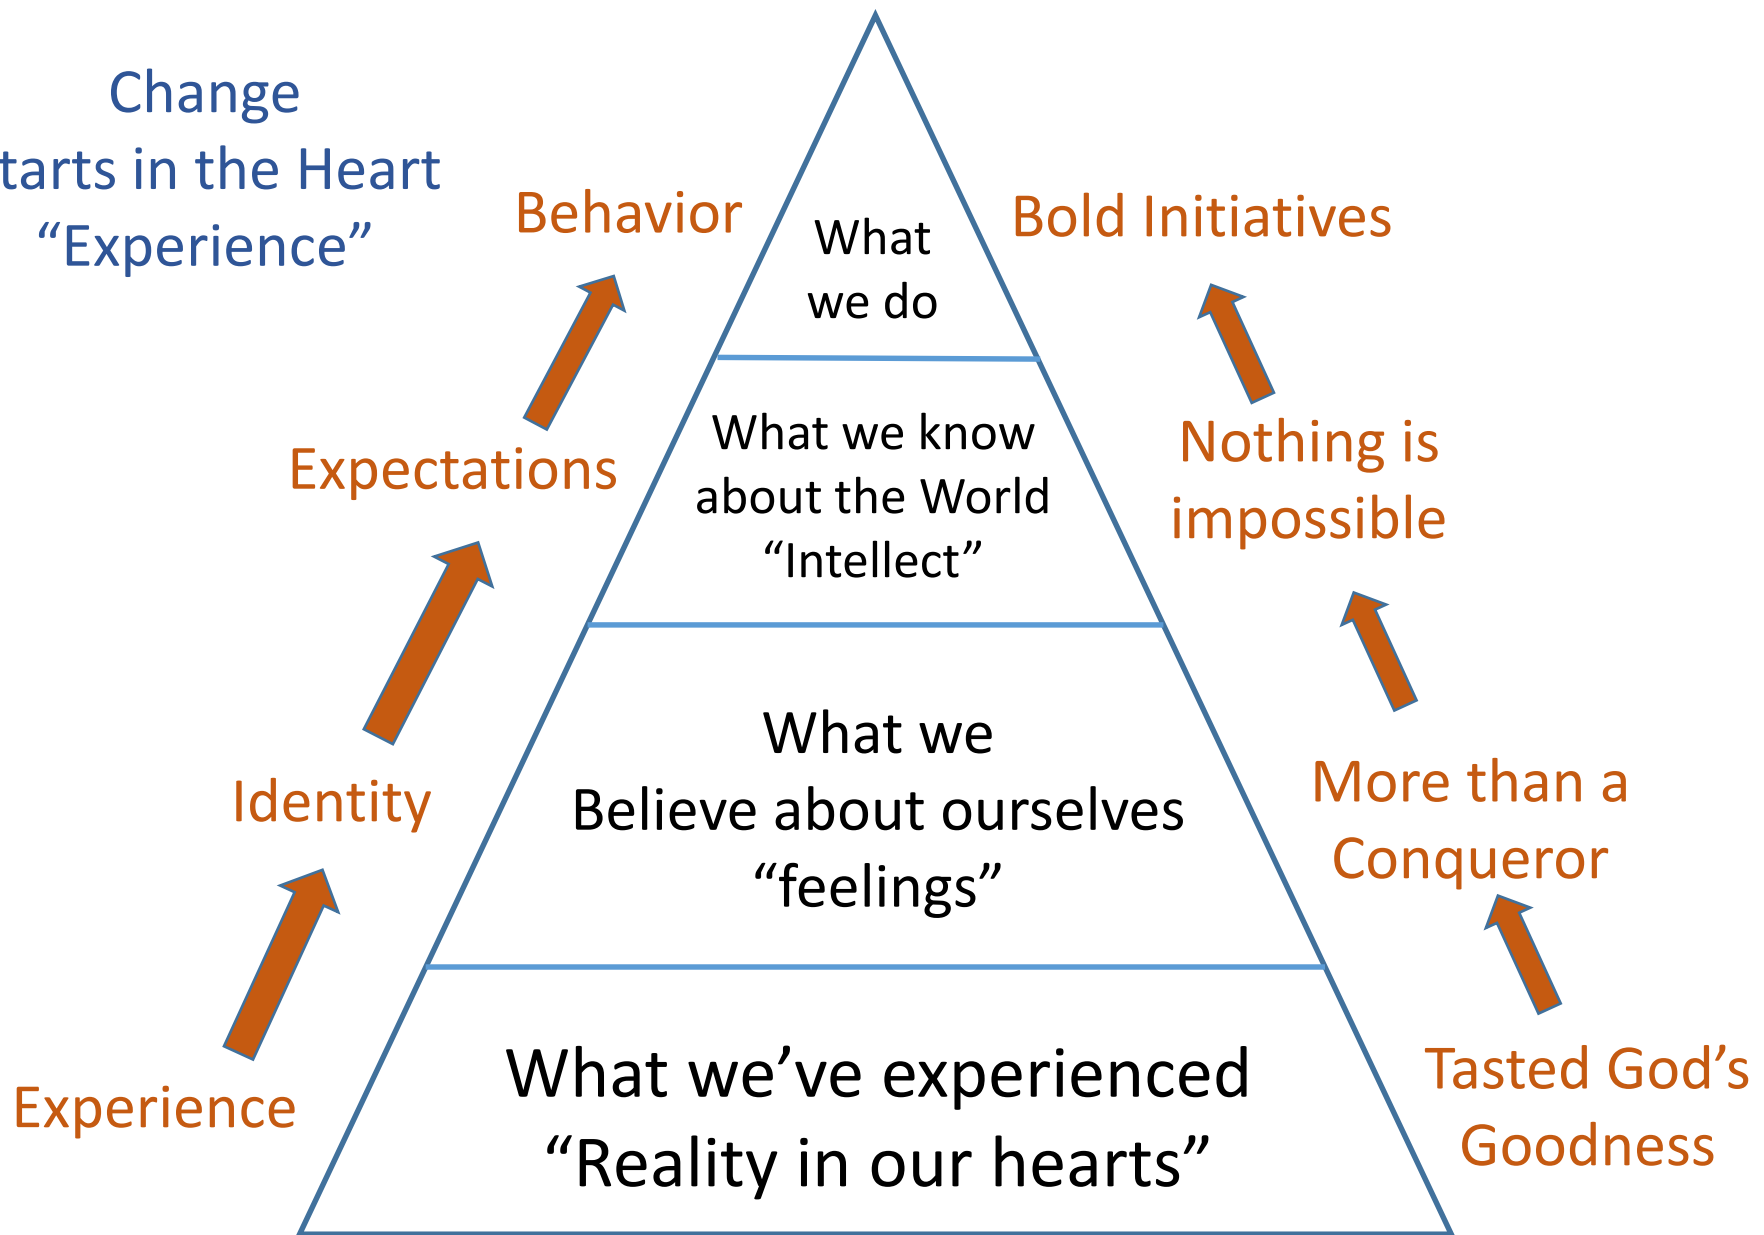 Change
tarts in the Heart
“Experience”
Behavior
What
we do
Bold Initiatives
Expectations
What we know
about the World
“Intellect”
Nothing is
impossible
Identity
What we
Believe about ourselves
“feelings”
More than a
Conqueror
Experience
What we’ve experienced
“Reality in our hearts”
Tasted God’s
Goodness